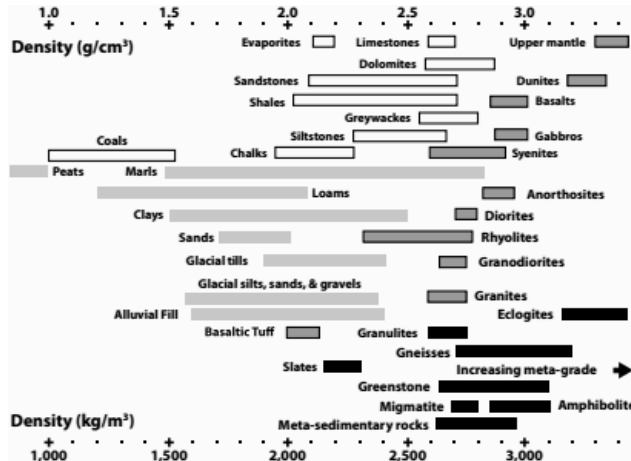 1.0 1.5 2.0 2.5 3.0
Density (g/cm³)
Evaporites Limestones Upper mantle
Dolomites
Sandstones Dunites
Shales Basalts
Greywackes
Siltstones Gabbros
Coals
Chalks Syenites
Peats Marls
Loams Anorthosites
Clays Diorites
Sands Rhyolites
Glacial tills Granodiorites
Glacial silts, sands, & gravels
Granites
Alluvial Fill Eclogites
Basaltic Tuff Granulites
Gneisses
Slates Increasing meta-grade
Greenstone
Migmatite Amphibolite
Density (kg/m³) Meta-sedimentary rocks
1,000 1,500 2,000 2,500 3,000